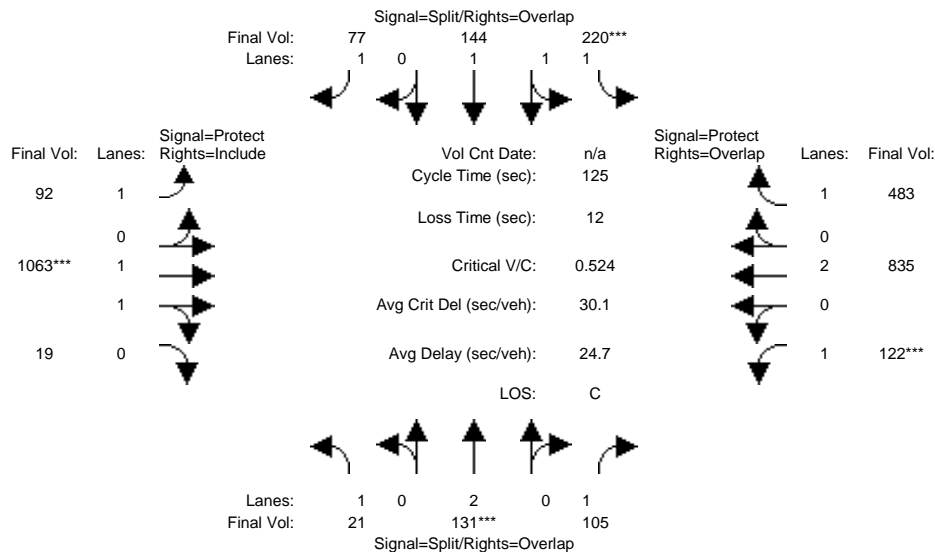 Signal=Split/Rights=Overlap
Final Vol: 77 144 220***
Lanes: 1 0 1 1 1
Signal=Protect Signal=Protect
Final Vol: Lanes: Rights=Include Vol Cnt Date: n/a Rights=Overlap Lanes: Final Vol:
Cycle Time (sec): 125
92 1 1 483
Loss Time (sec): 12
0 0
1063*** 1 Critical V/C: 0.524 2 835
1 Avg Crit Del (sec/veh): 30.1 0
19 0 Avg Delay (sec/veh): 24.7 1 122***
LOS: C
Lanes: 1 0 2 0 1
Final Vol: 21 131*** 105
Signal=Split/Rights=Overlap